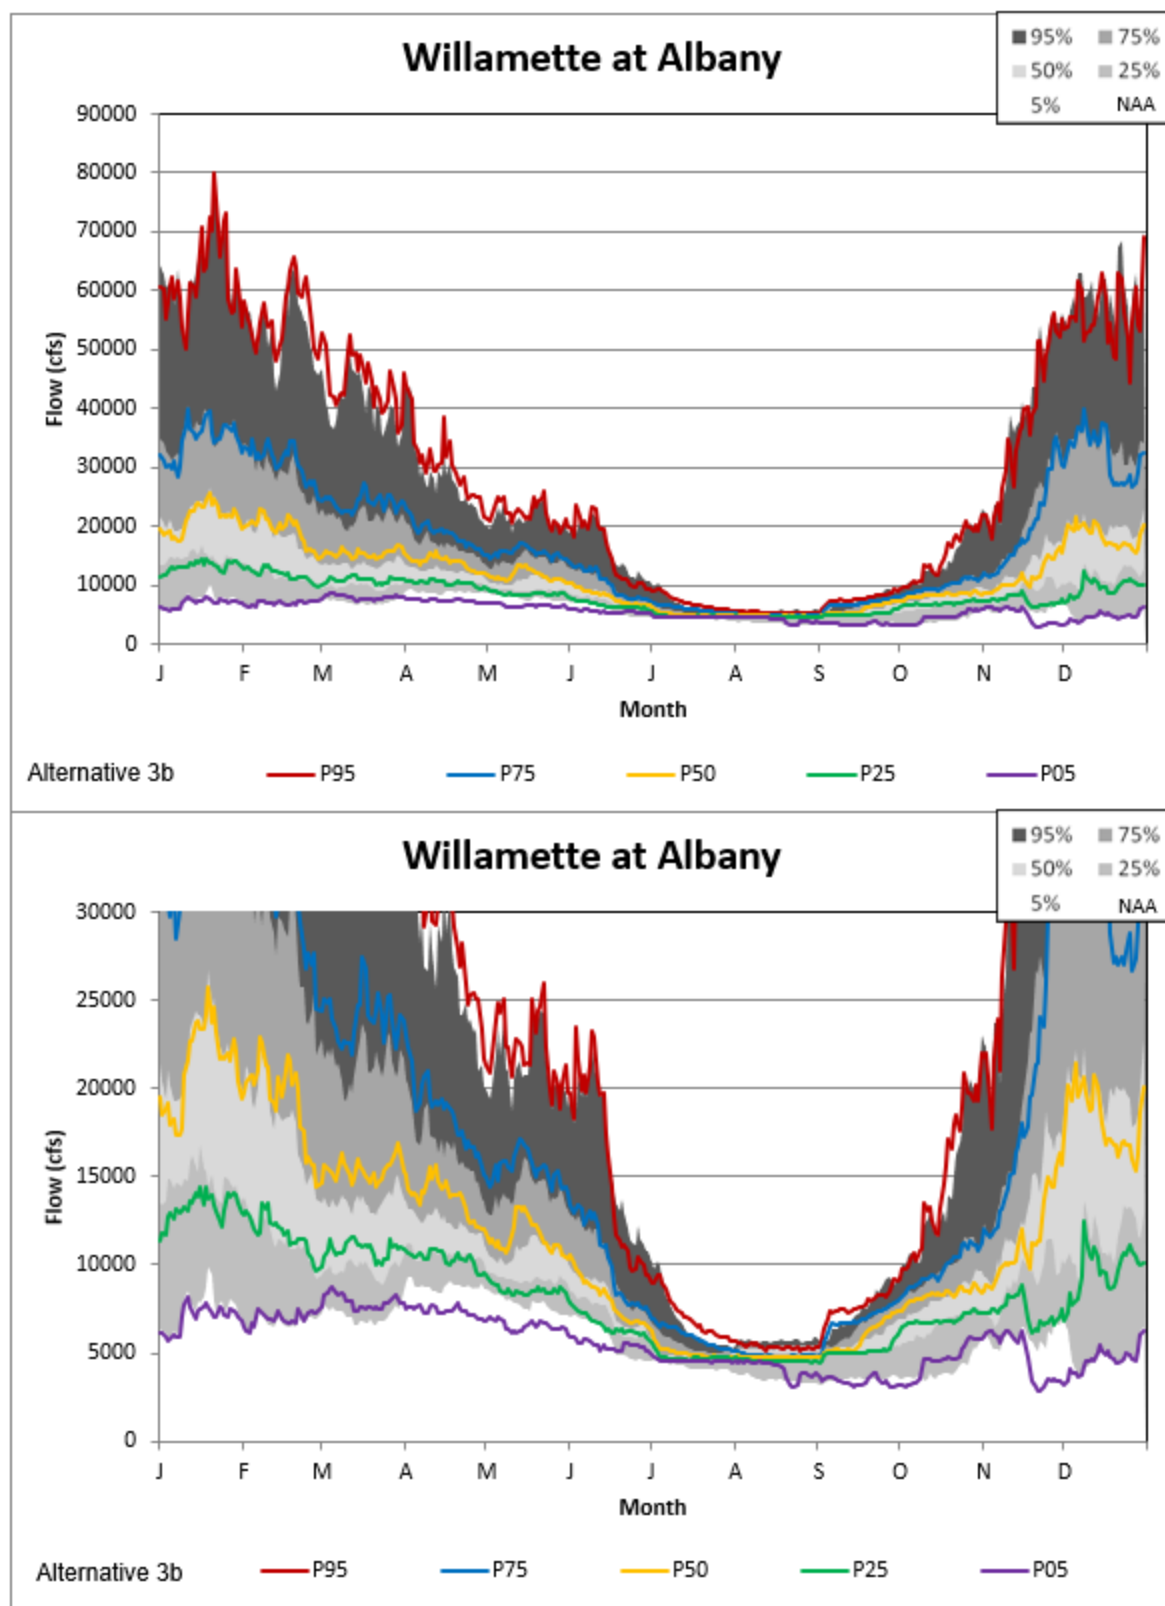 Willamette at Albany
95% 75%
50% 25%
5% NAA
90000
80000
70000
60000
50000
40000
30000
20000
10000
0
Flow (cfs)
J F M A M J J A S O N D
Month
Alternative 3b P95 P75 P50 P25 P05
Willamette at Albany
95% 75%
50% 25%
5% NAA
30000
25000
20000
15000
10000
5000
0
Flow (cfs)
J F M A M J J A S O N D
Month
Alternative 3b P95 P75 P50 P25 P05